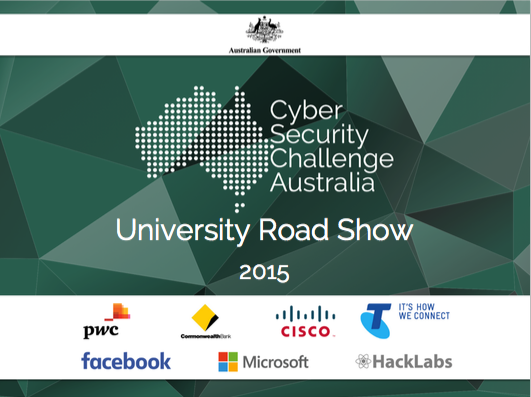 Australian Government
Cyber
Security
Challenge
Australia
University Road Show
2015
pwc
CommonwealthBank
CISCO
T
IT'S HOW
WE CONNECT
facebook
Microsoft
HackLabs